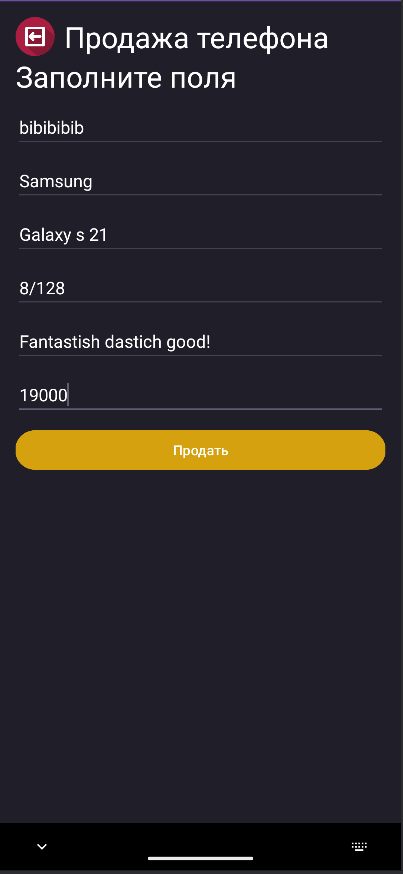 Продажа телефона
Заполните поля
bibibibib
Samsung
Galaxy s 21
8/128
Fantastish dastich good!
19000
Продать